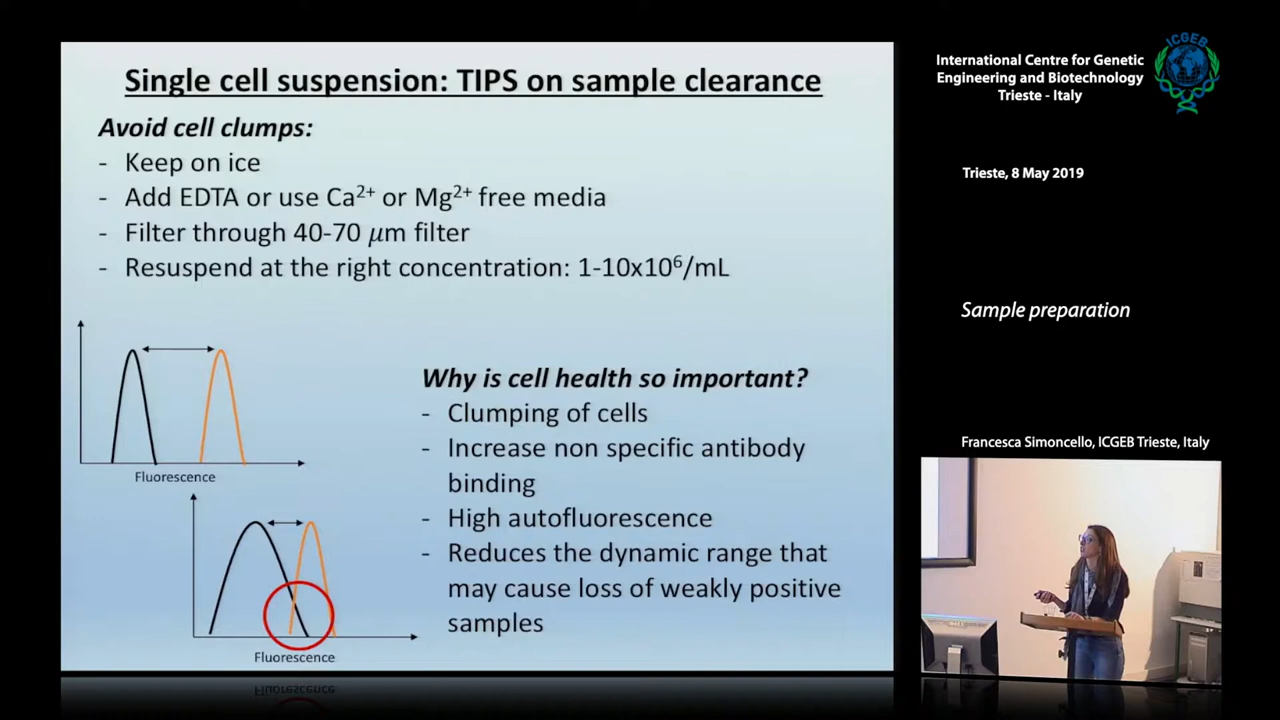 Single cell suspension: TIPS on sample clearance
Avoid cell clumps:
- Keep on ice
- Add EDTA or use Ca²⁺ or Mg²⁺ free media
- Filter through 40-70 µm filter
- Resuspend at the right concentration: 1-10x10⁶/mL
Fluorescence
Fluorescence
Why is cell health so important?
- Clumping of cells
- Increase non specific antibody
binding
- High autofluorescence
- Reduces the dynamic range that
may cause loss of weakly positive
samples
International Centre for Genetic
Engineering and Biotechnology
Trieste - Italy
ICGEB
Trieste, 8 May 2019
Sample preparation
Francesca Simoncello, ICGEB Trieste, Italy